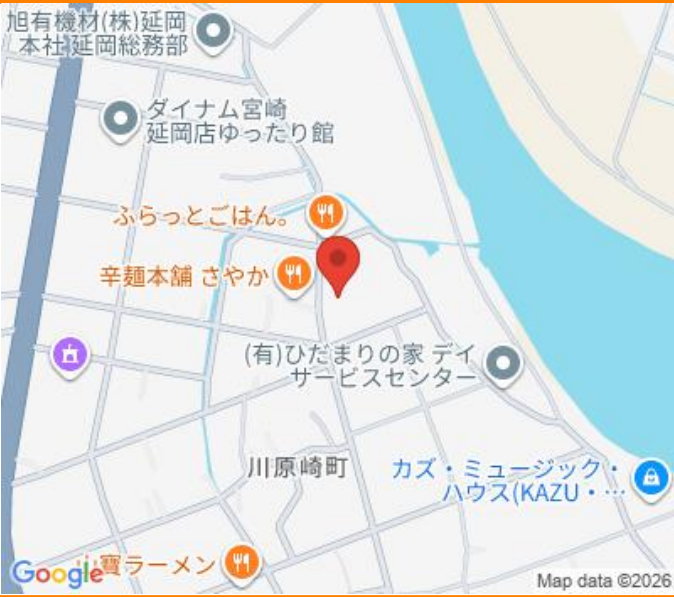 旭有機材(株)延岡
本社 延岡総務部
ダイナム宮崎
延岡店ゆったり館
ふらっとごはん。
辛麺本舗 さやか
(有)ひだまりの家 デイ
サービスセンター
川原崎町
カズ・ミュージック・
ハウス(KAZU・…
寶ラーメン
Google
Map data ©2026